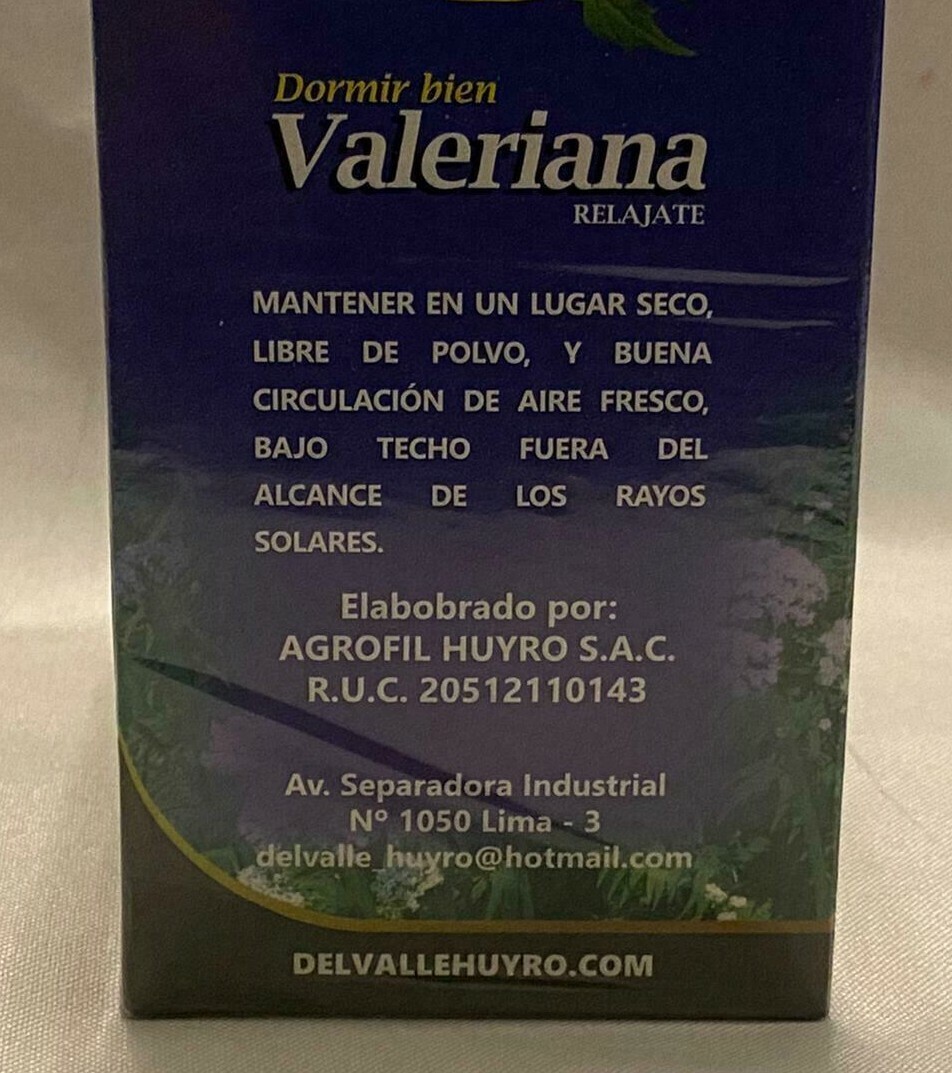 Dormir bien
Valeriana
RELAJATE
MANTENER EN UN LUGAR SECO,
LIBRE DE POLVO, Y BUENA
CIRCULACIÓN DE AIRE FRESCO,
BAJO TECHO FUERA DEL
ALCANCE DE LOS RAYOS
SOLARES.
Elabobrado por:
AGROFIL HUYRO S.A.C.
R.U.C. 20512110143
Av. Separadora Industrial
Nº 1050 Lima - 3
delvalle_huyro@hotmail.com
DELVALLEHUYRO.COM